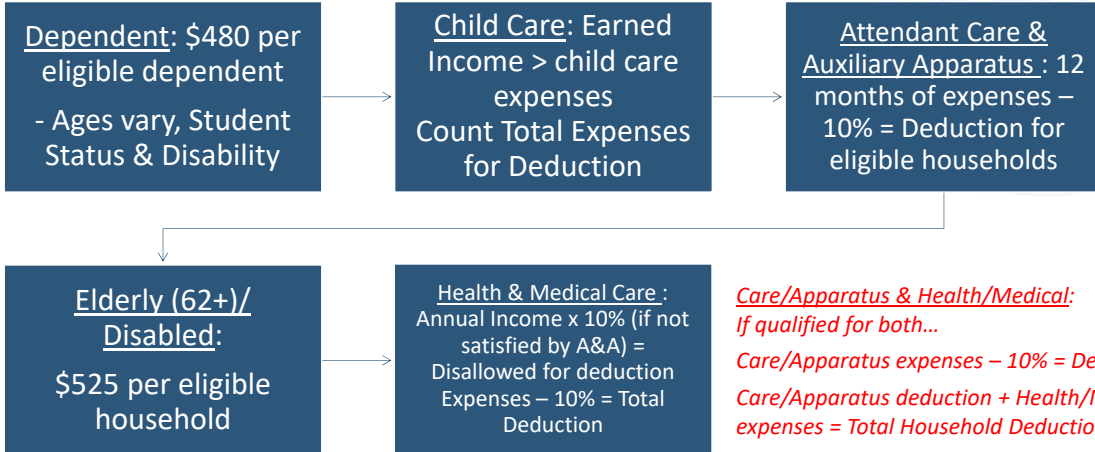 Dependent: $480 per
eligible dependent
- Ages vary, Student
Status & Disability
Child Care: Earned
Income > child care
expenses
Count Total Expenses
for Deduction
Attendant Care &
Auxiliary Apparatus : 12
months of expenses –
10% = Deduction for
eligible households
Elderly (62+)/
Disabled:
$525 per eligible
household
Health & Medical Care :
Annual Income x 10% (if not
satisfied by A&A) =
Disallowed for deduction
Expenses – 10% = Total
Deduction
Care/Apparatus & Health/Medical:
If qualified for both…
Care/Apparatus expenses – 10% =
Care/Apparatus deduction +
expenses = Total Household